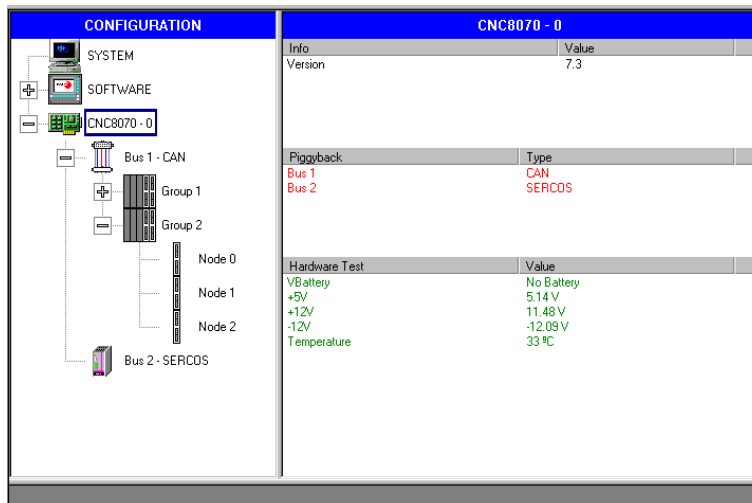 CONFIGURATION
SYSTEM
SOFTWARE
CNC8070 - 0
Bus 1 - CAN
Group 1
Group 2
Node 0
Node 1
Node 2
Bus 2 - SERCOS
CNC8070 - 0
Info Value
Version 7.3
Piggyback Type
Bus 1 CAN
Bus 2 SERCOS
Hardware Test Value
VBattery No Battery
+5V 5.14 V
+12V 11.48 V
-12V -12.09 V
Temperature 33 ºC